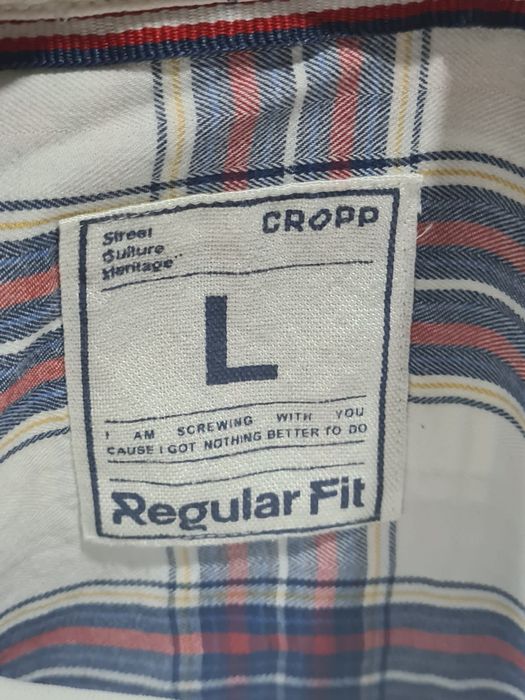 Street
Culture
Heritage
CROPP
L
I AM SCREWING WITH YOU
CAUSE I GOT NOTHING BETTER TO DO
Regular Fit